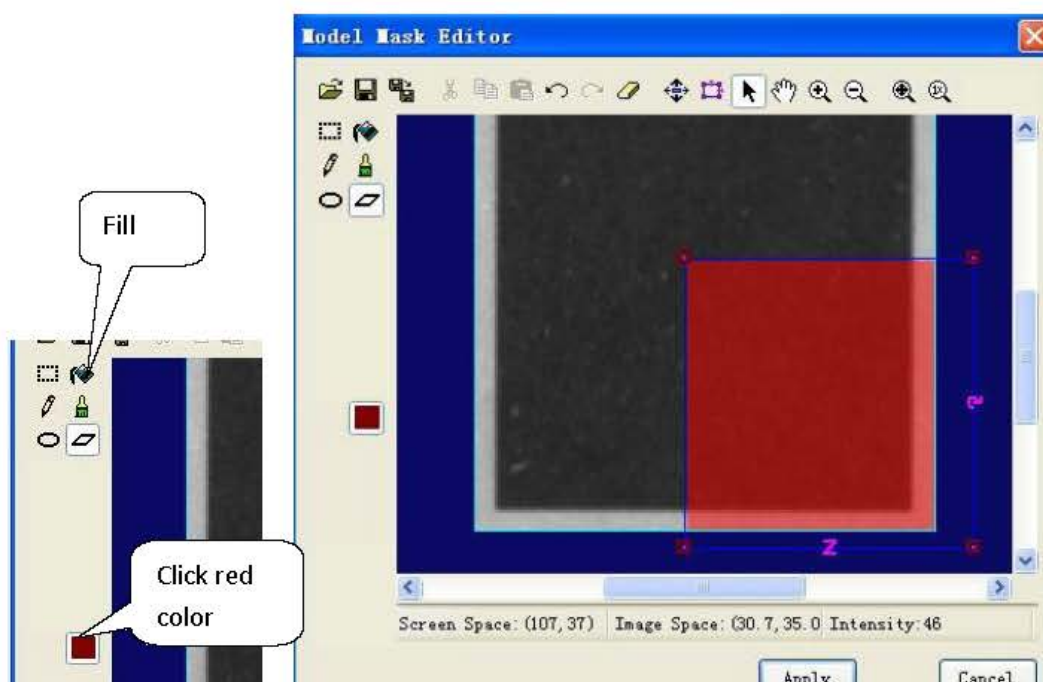 Model Mask Editor
Fill
Click red
color
Screen Space: (107, 37) Image Space: (30.7, 35.0 Intensity: 46
Apply Cancel